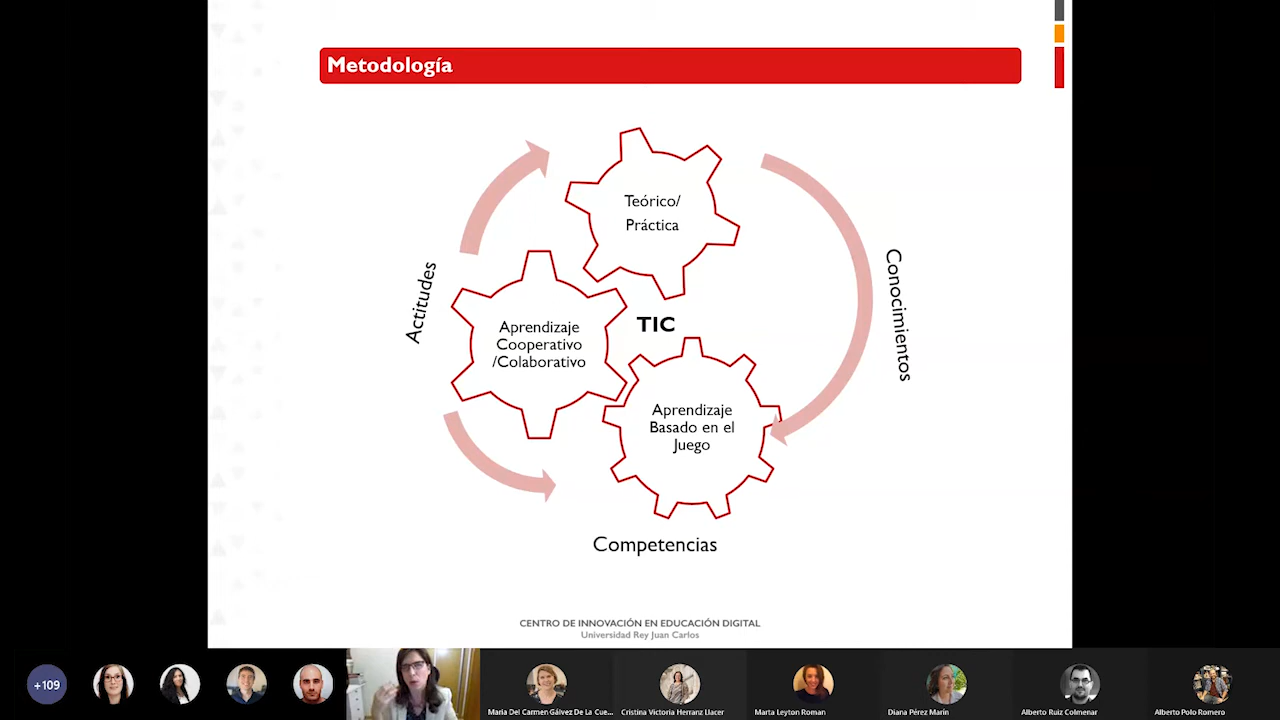 Metodología
Teórico/
Práctica
Actitudes
Conocimientos
Aprendizaje
Cooperativo
/Colaborativo
TIC
Aprendizaje
Basado en el
Juego
Competencias
CENTRO DE INNOVACIÓN EN EDUCACIÓN DIGITAL
Universidad Rey Juan Carlos
+109
Maria Del Carmen Gálvez De La Cue...
Cristina Victoria Herranz Llacer
Marta Leyton Roman
Diana Pérez Marín
Alberto Ruiz Colmenar
Alberto Polo Romero